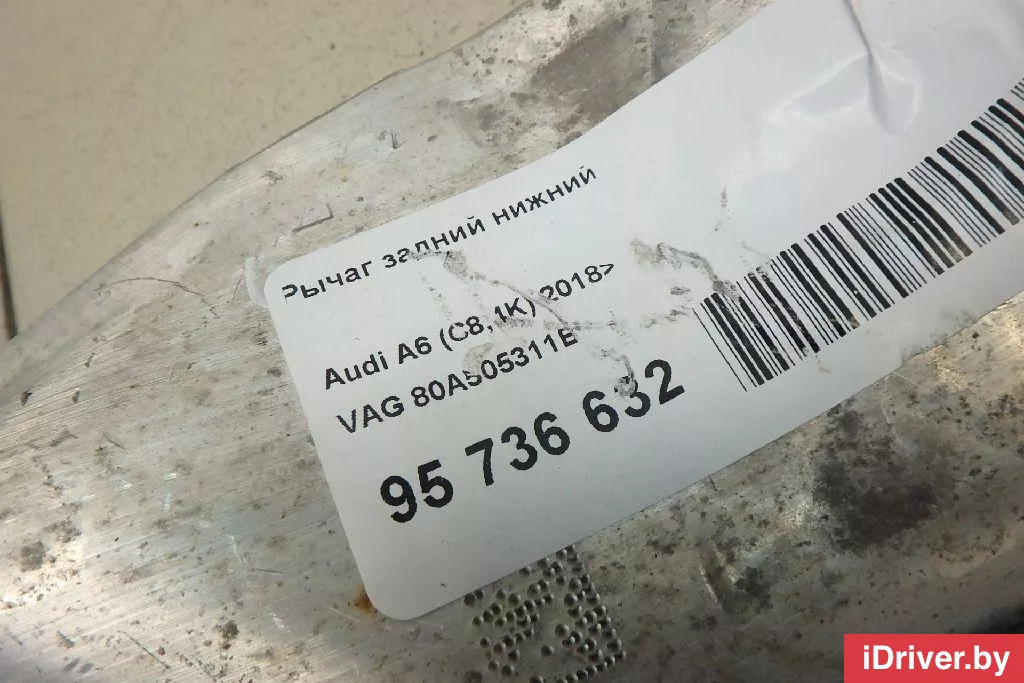 Рычаг задний нижний
Audi A6 (C8,4K) 2018>
VAG 80A505311E
95 736 632
iDriver.by